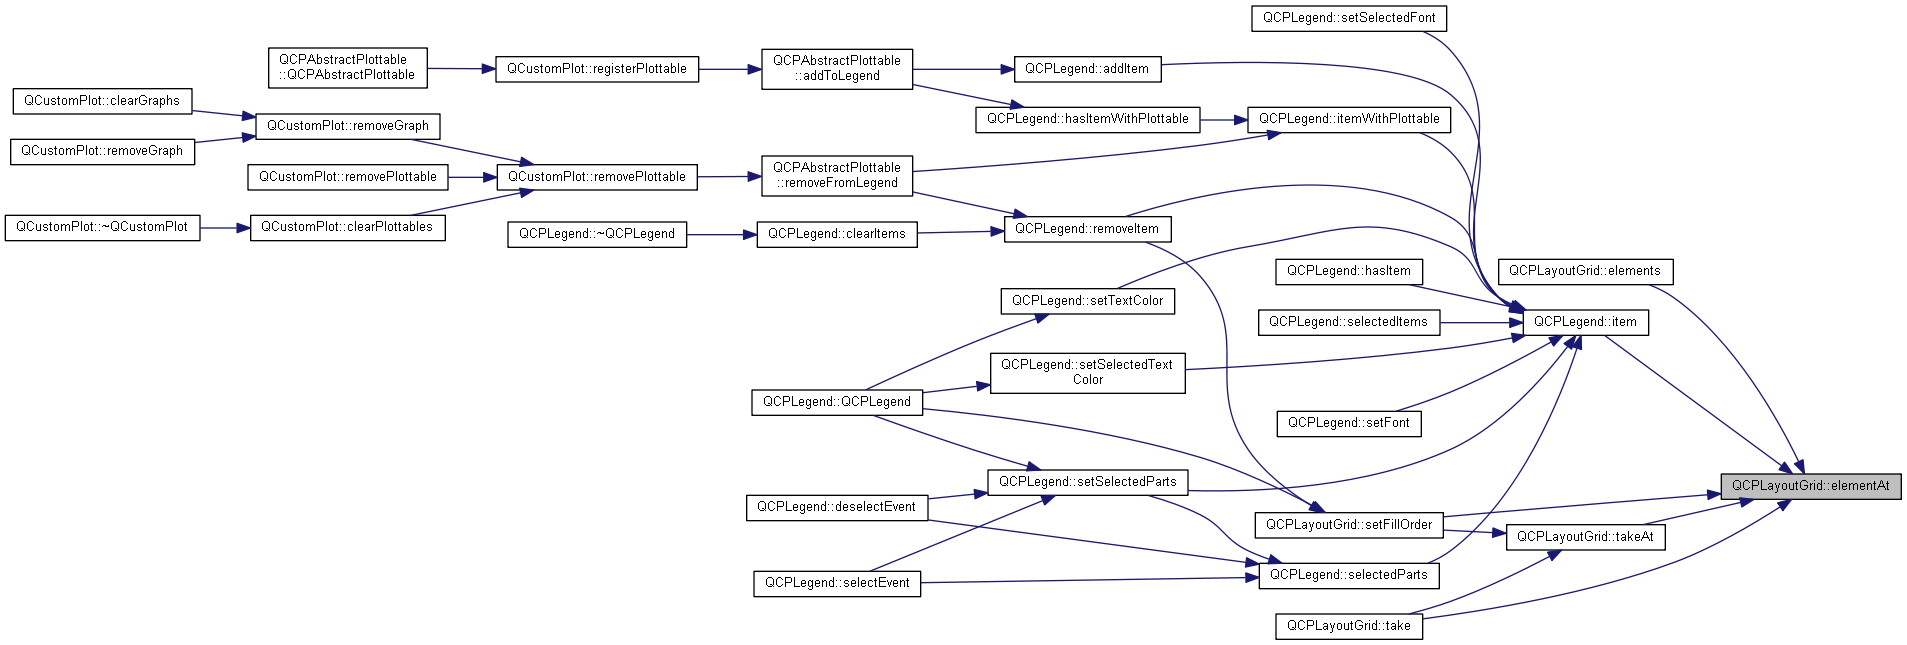 QCPLegend::setSelectedFont
QCPAbstractPlottable
::QCPAbstractPlottable
QCustomPlot::registerPlottable
QCPAbstractPlottable
::addToLegend
QCPLegend::addItem
QCustomPlot::clearGraphs
QCustomPlot::removeGraph
QCPLegend::hasItemWithPlottable
QCPLegend::itemWithPlottable
QCustomPlot::removeGraph
QCustomPlot::removePlottable
QCustomPlot::removePlottable
QCPAbstractPlottable
::removeFromLegend
QCustomPlot::~QCustomPlot
QCustomPlot::clearPlottables
QCPLegend::~QCPLegend
QCPLegend::clearItems
QCPLegend::removeItem
QCPLegend::hasItem
QCPLayoutGrid::elements
QCPLegend::setTextColor
QCPLegend::selectedItems
QCPLegend::item
QCPLegend::setSelectedText
Color
QCPLegend::QCPLegend
QCPLegend::setFont
QCPLegend::setSelectedParts
QCPLayoutGrid::elementAt
QCPLegend::deselectEvent
QCPLayoutGrid::setFillOrder
QCPLayoutGrid::takeAt
QCPLegend::selectEvent
QCPLegend::selectedParts
QCPLayoutGrid::take